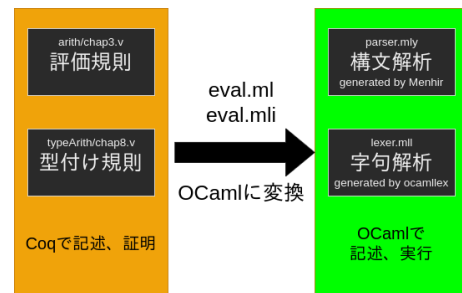 arith/chap3.v
評価規則
typeArith/chap8.v
型付け規則
Coqで記述、証明
eval.ml
eval.mli
OCamlに変換
parser.mly
構文解析
generated by Menhir
lexer.mll
字句解析
generated by ocamllex
OCamlで
記述、実行